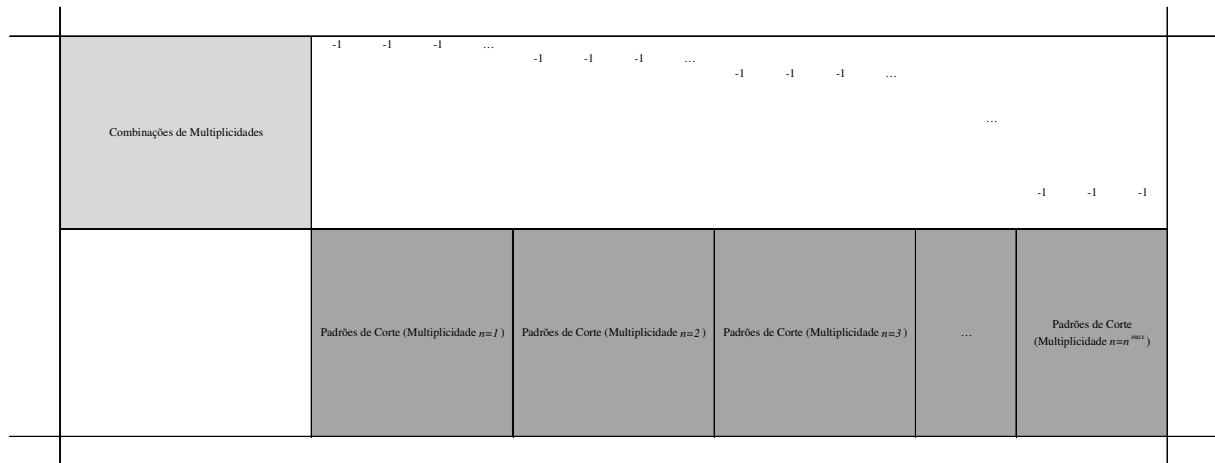 -1 -1 -1 ...
-1 -1 -1 ...
-1 -1 -1 ...
...
Combinações de Multiplicidades
-1 -1 -1
Padrões de Corte (Multiplicidade n=1)
Padrões de Corte (Multiplicidade n=2)
Padrões de Corte (Multiplicidade n=3)
...
Padrões de Corte
(Multiplicidade n=n^max)